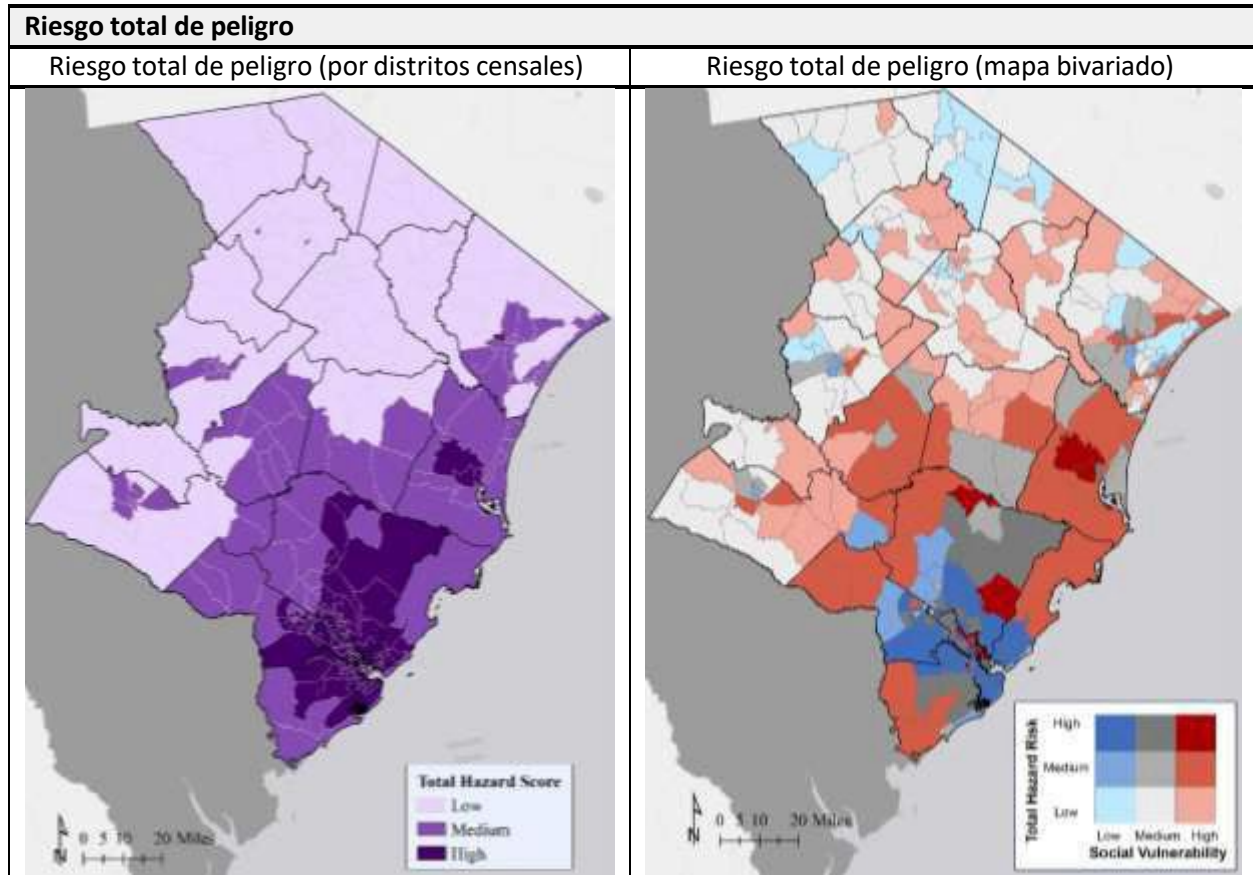 Riesgo total de peligro
Riesgo total de peligro (por distritos censales)
Riesgo total de peligro (mapa bivariado)
Total Hazard Score
Low
Medium
High
N
0 5 10 20 Miles
Total Hazard Risk
High
Medium
Low
Low Medium High
Social Vulnerability
N
0 5 10 20 Miles